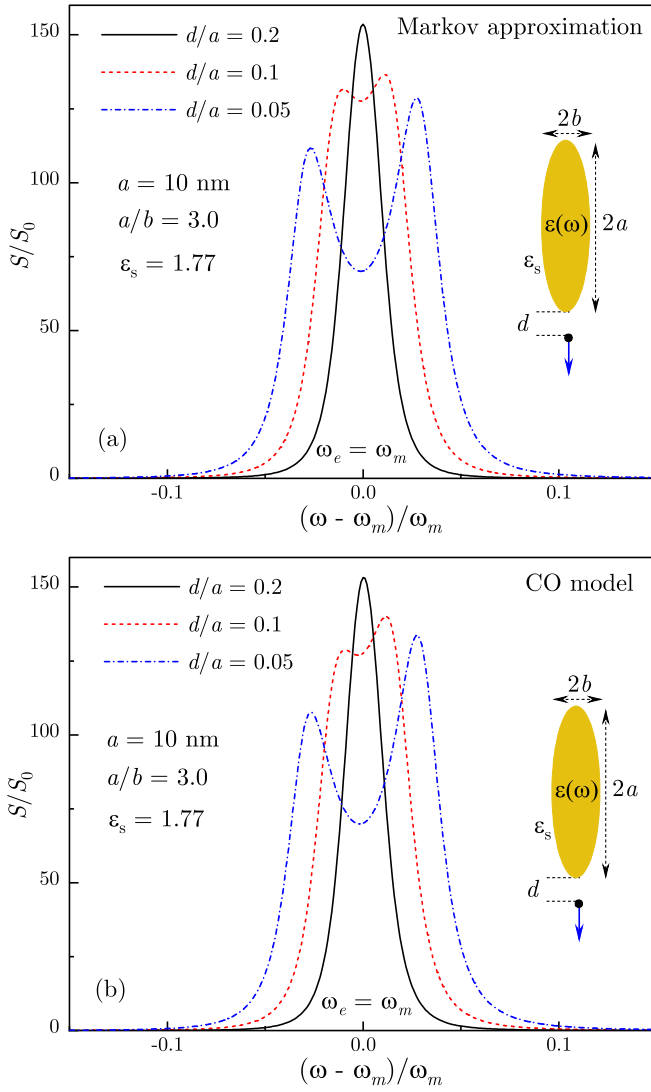 150
100
50
0
S/S₀
d/a = 0.2
d/a = 0.1
d/a = 0.05
Markov approximation
a = 10 nm
a/b = 3.0
εₛ = 1.77
2b
ε(ω)
2a
εₛ
d
(a)
ωₑ = ωₘ
-0.1
0.0
0.1
(ω - ωₘ)/ωₘ
150
100
50
0
S/S₀
d/a = 0.2
d/a = 0.1
d/a = 0.05
CO model
a = 10 nm
a/b = 3.0
εₛ = 1.77
2b
ε(ω)
2a
εₛ
d
(b)
ωₑ = ωₘ
-0.1
0.0
0.1
(ω - ωₘ)/ωₘ